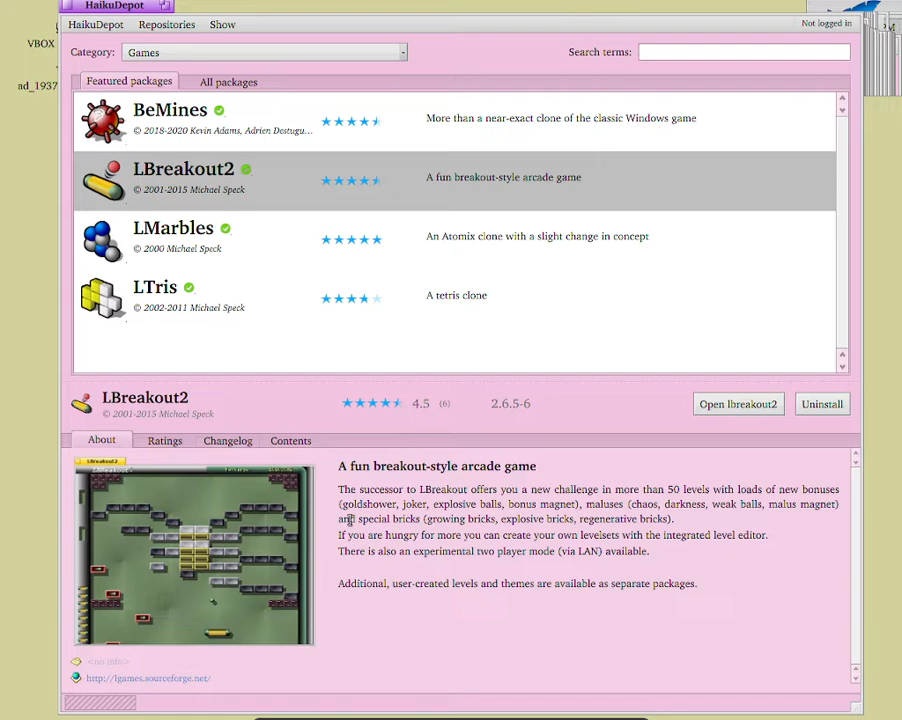 HaikuDepot
HaikuDepot Repositories Show Not logged in
VBOX
ad_1937
Category: Games Search terms:
Featured packages All packages
BeMines
© 2018-2020 Kevin Adams, Adrien Destugu...
More than a near-exact clone of the classic Windows game
LBreakout2
© 2001-2015 Michael Speck
A fun breakout-style arcade game
LMarbles
© 2000 Michael Speck
An Atomix clone with a slight change in concept
LTris
© 2002-2011 Michael Speck
A tetris clone
LBreakout2
© 2001-2015 Michael Speck
4.5 (6) 2.6.5-6
Open lbreakout2 Uninstall
About Ratings Changelog Contents
LBreakout2
A fun breakout-style arcade game
The successor to LBreakout offers you a new challenge in more than 50 levels with loads of new bonuses
(goldshower, joker, explosive balls, bonus magnet), maluses (chaos, darkness, weak balls, malus magnet)
and special bricks (growing bricks, explosive bricks, regenerative bricks).
If you are hungry for more you can create your own levelsets with the integrated level editor.
There is also an experimental two player mode (via LAN) available.
Additional, user-created levels and themes are available as separate packages.
<no info>
http://lgames.sourceforge.net/